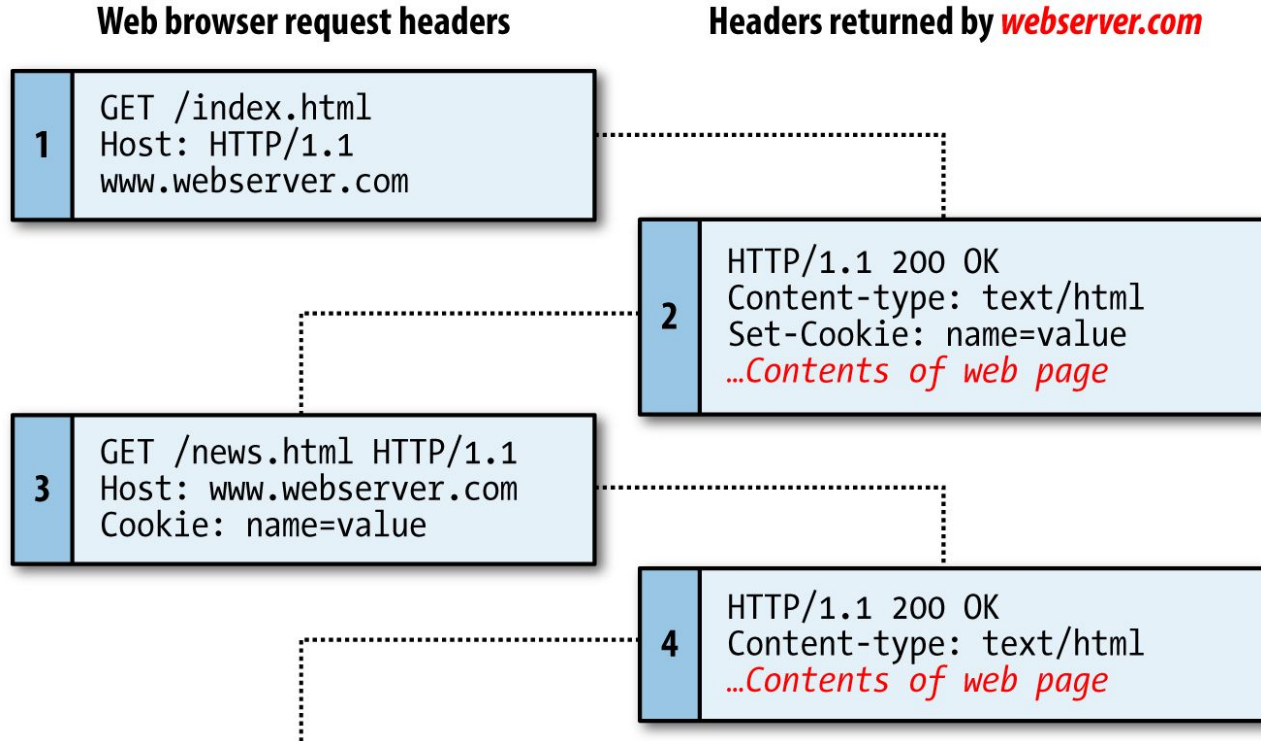 Web browser request headers
Headers returned by webserver.com
1
GET /index.html
Host: HTTP/1.1
www.webserver.com
2
HTTP/1.1 200 OK
Content-type: text/html
Set-Cookie: name=value
…Contents of web page
3
GET /news.html HTTP/1.1
Host: www.webserver.com
Cookie: name=value
4
HTTP/1.1 200 OK
Content-type: text/html
…Contents of web page